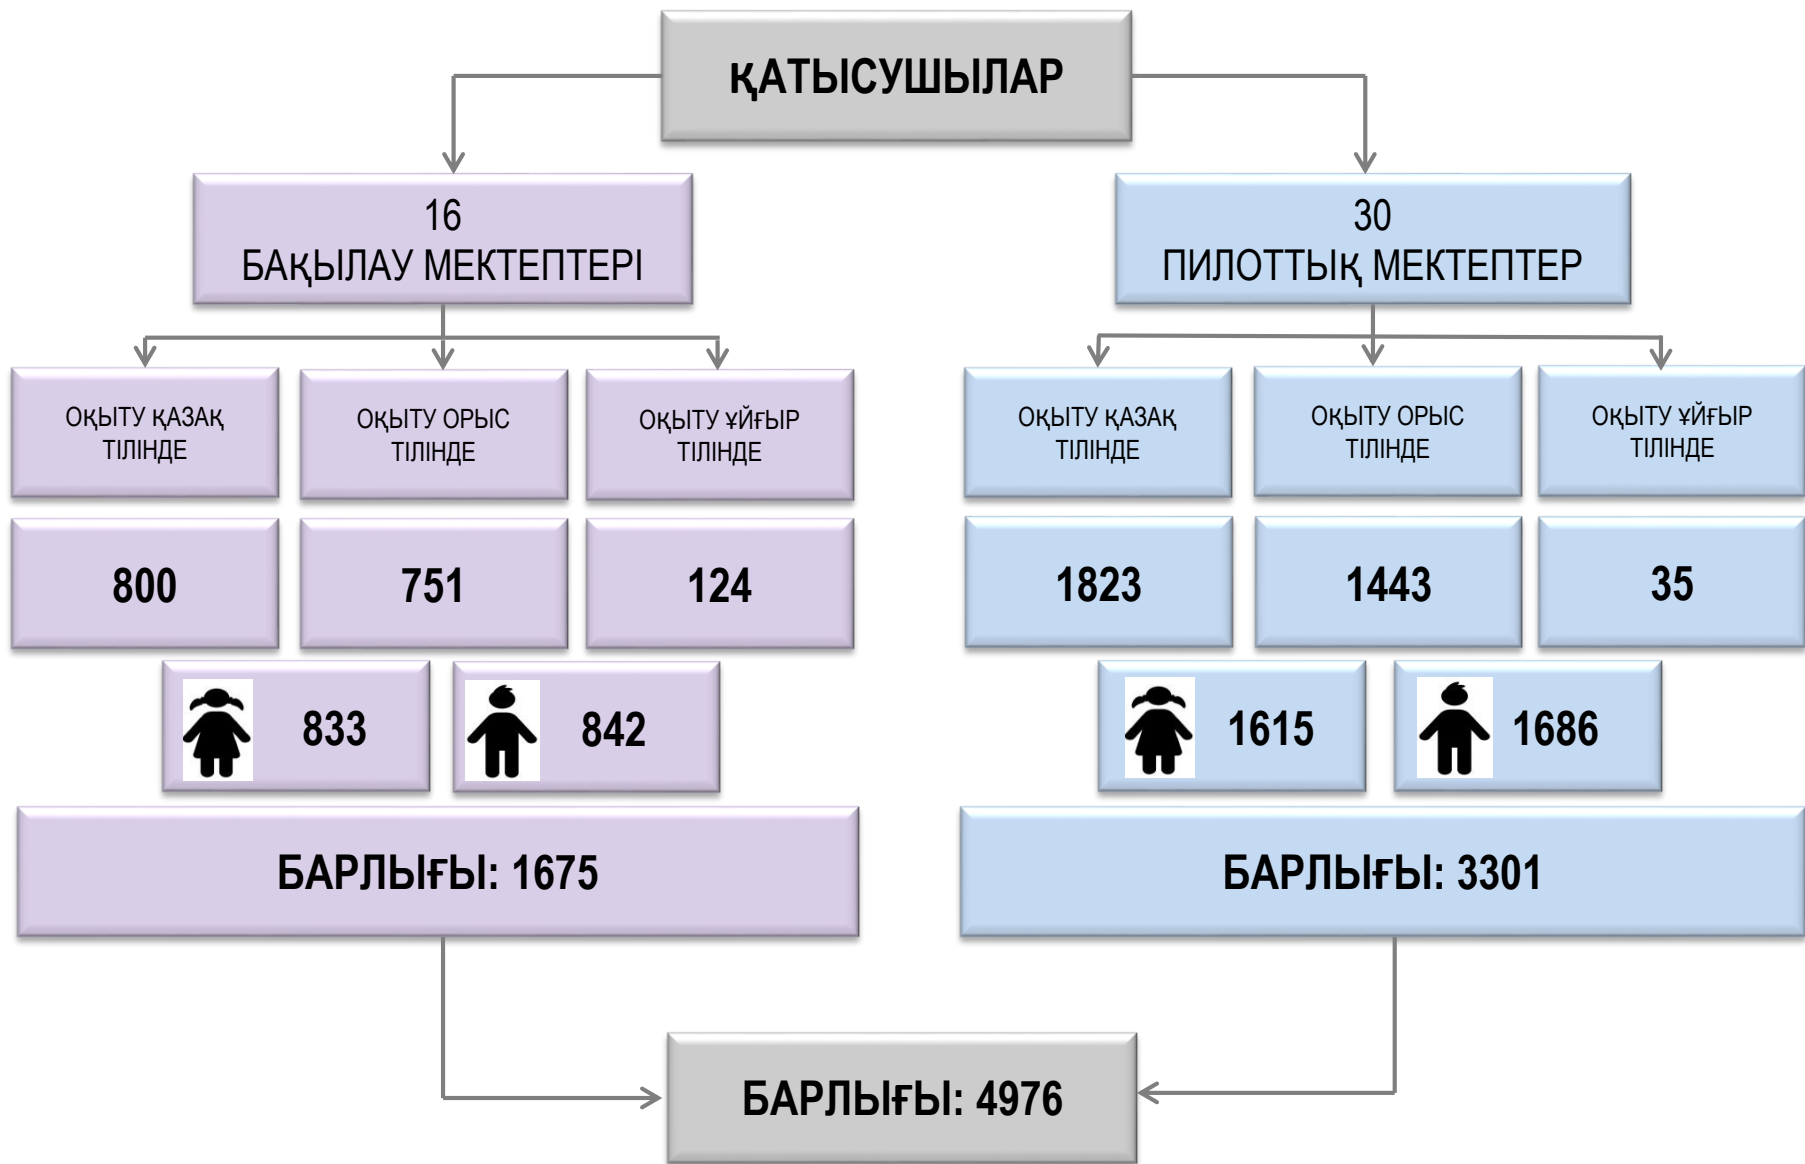 ҚАТЫСУШЫЛАР
16
БАҚЫЛАУ МЕКТЕПТЕРІ
30
ПИЛОТТЫҚ МЕКТЕПТЕР
ОҚЫТУ ҚАЗАҚ
ТІЛІНДЕ
ОҚЫТУ ОРЫС
ТІЛІНДЕ
ОҚЫТУ ҰЙҒЫР
ТІЛІНДЕ
ОҚЫТУ ҚАЗАҚ
ТІЛІНДЕ
ОҚЫТУ ОРЫС
ТІЛІНДЕ
ОҚЫТУ ҰЙҒЫР
ТІЛІНДЕ
800
751
124
1823
1443
35
833
842
1615
1686
БАРЛЫҒЫ: 1675
БАРЛЫҒЫ: 3301
БАРЛЫҒЫ: 4976